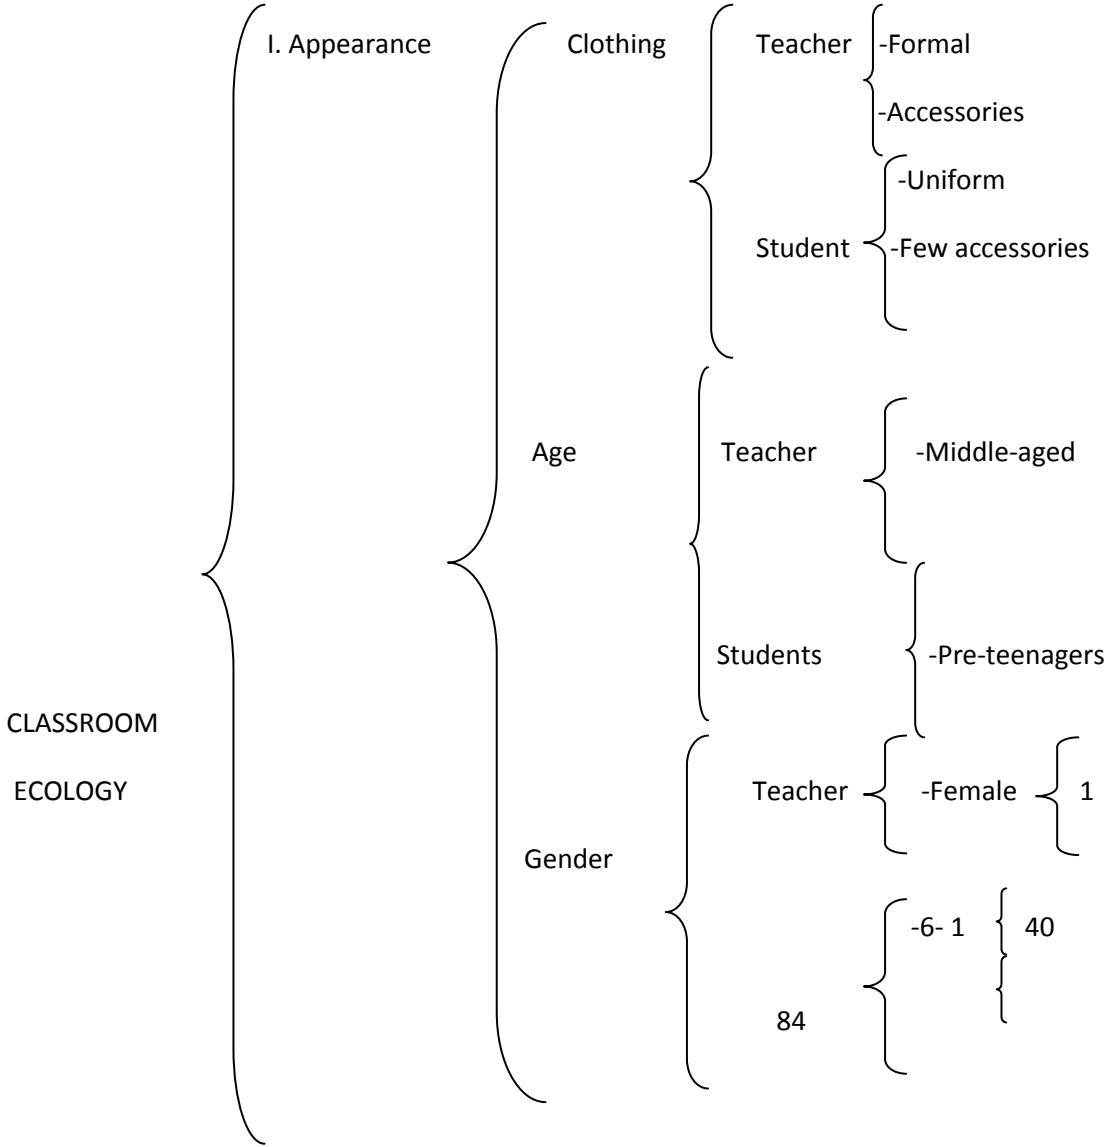 I. Appearance
Clothing
Teacher
-Formal
-Accessories
-Uniform
Student
-Few accessories
Age
Teacher
-Middle-aged
Students
-Pre-teenagers
CLASSROOM
ECOLOGY
Teacher
-Female
1
Gender
-6- 1
40
84